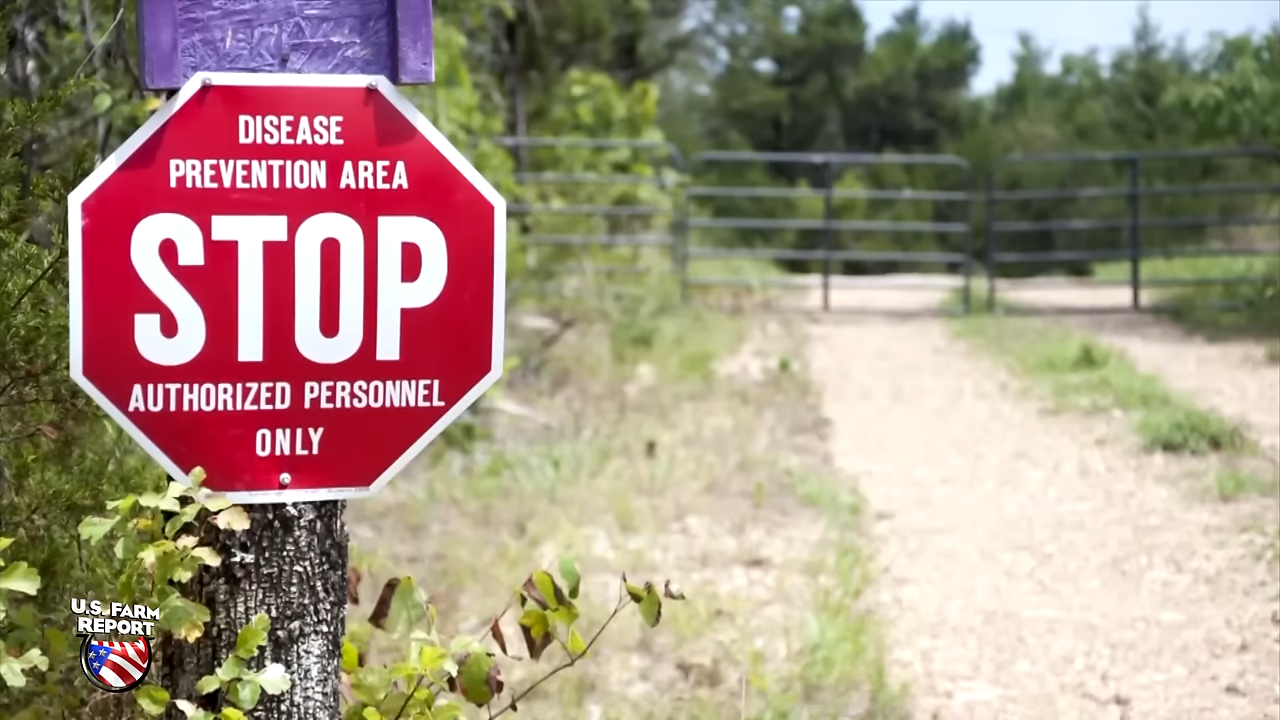 DISEASE
PREVENTION AREA
STOP
AUTHORIZED PERSONNEL
ONLY
U.S. FARM
REPORT